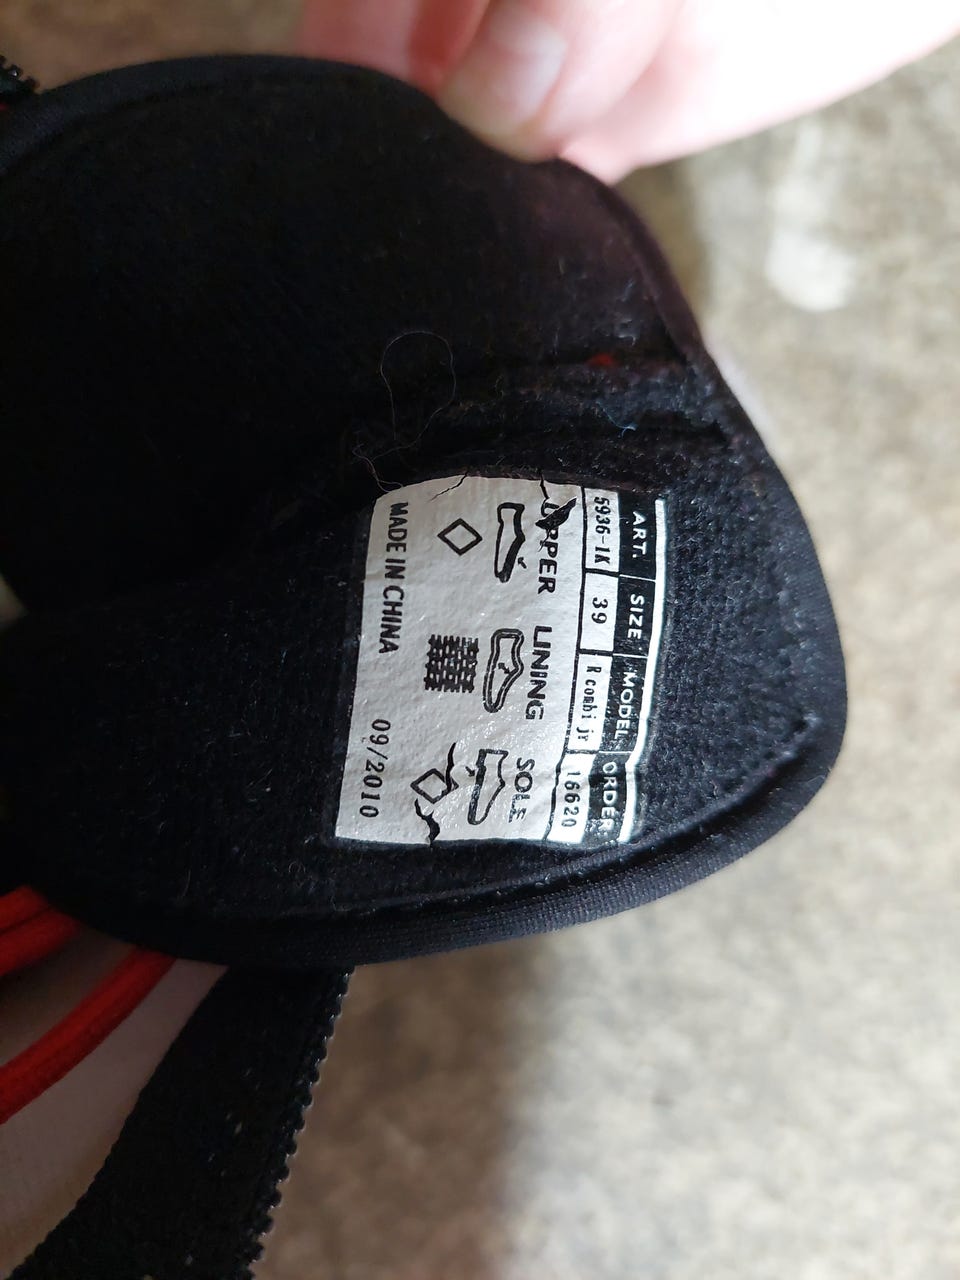 ART. SIZE MODEL ORDER
5936-1K 39 R combi jr 16620
UPPER LINING SOLE
MADE IN CHINA 09/2010